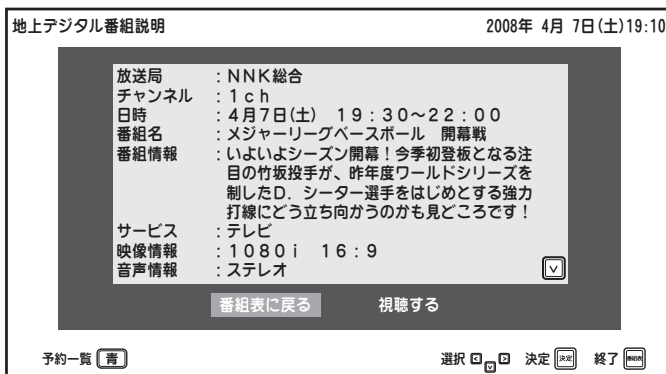 地上デジタル番組説明 2008年 4月 7日(土)19:10
放送局 :NNK総合
チャンネル :1ch
日時 :4月7日(土) 19:30~22:00
番組名 :メジャーリーグベースボール 開幕戦
番組情報 :いよいよシーズン開幕!今季初登板となる注
目の竹坂投手が、昨年度ワールドシリーズを
制したD. シーター選手をはじめとする強力
打線にどう立ち向かうのかも見どころです!
サービス :テレビ
映像情報 :1080i 16:9
音声情報 :ステレオ
番組表に戻る 視聴する
予約一覧 青 選択 決定 決定 終了 番組表